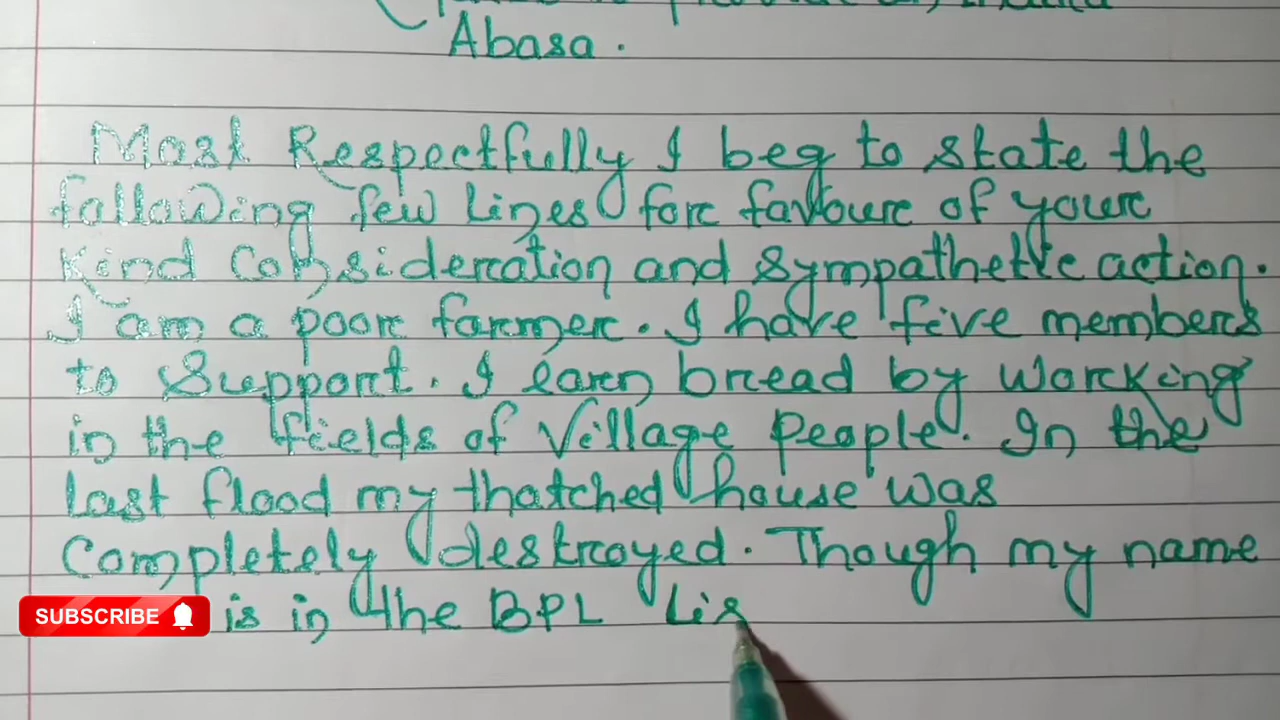 Abasa.
Most Respectfully I beg to state the
following few lines for favour of your
kind consideration and sympathetic action.
I am a poor farmer. I have five members
to support. I earn bread by working
in the fields of village people. In the
last flood my thatched house was
completely destroyed. Though my name
SUBSCRIBE is in the BPL Lis